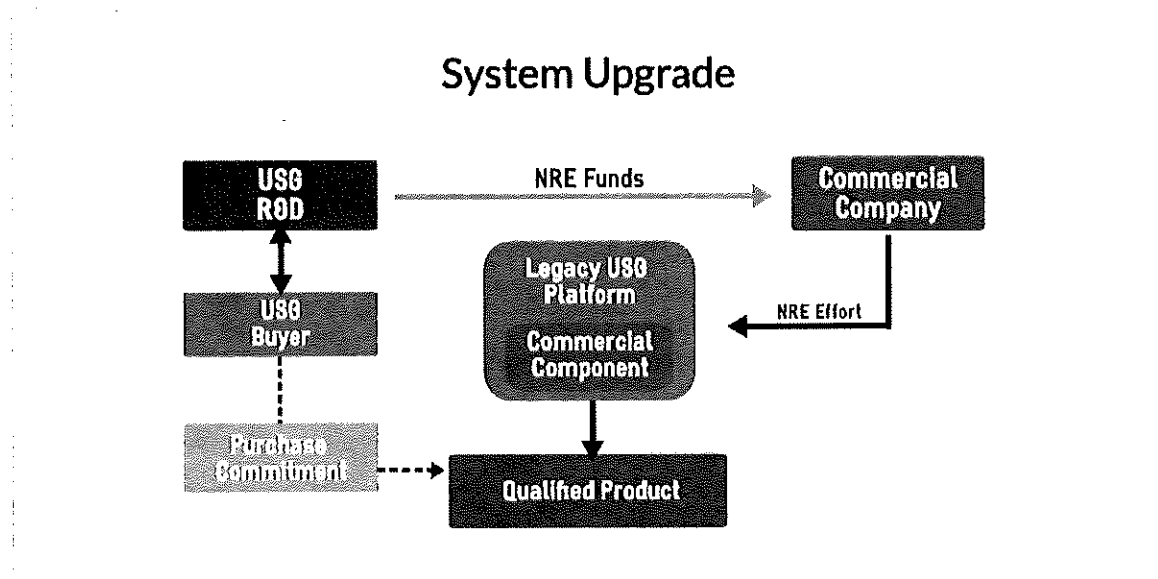 System Upgrade
USG
R&D
NRE Funds
Commercial
Company
Legacy USG
Platform
Commercial
Component
NRE Effort
USG
Buyer
Purchase
Commitment
Qualified Product